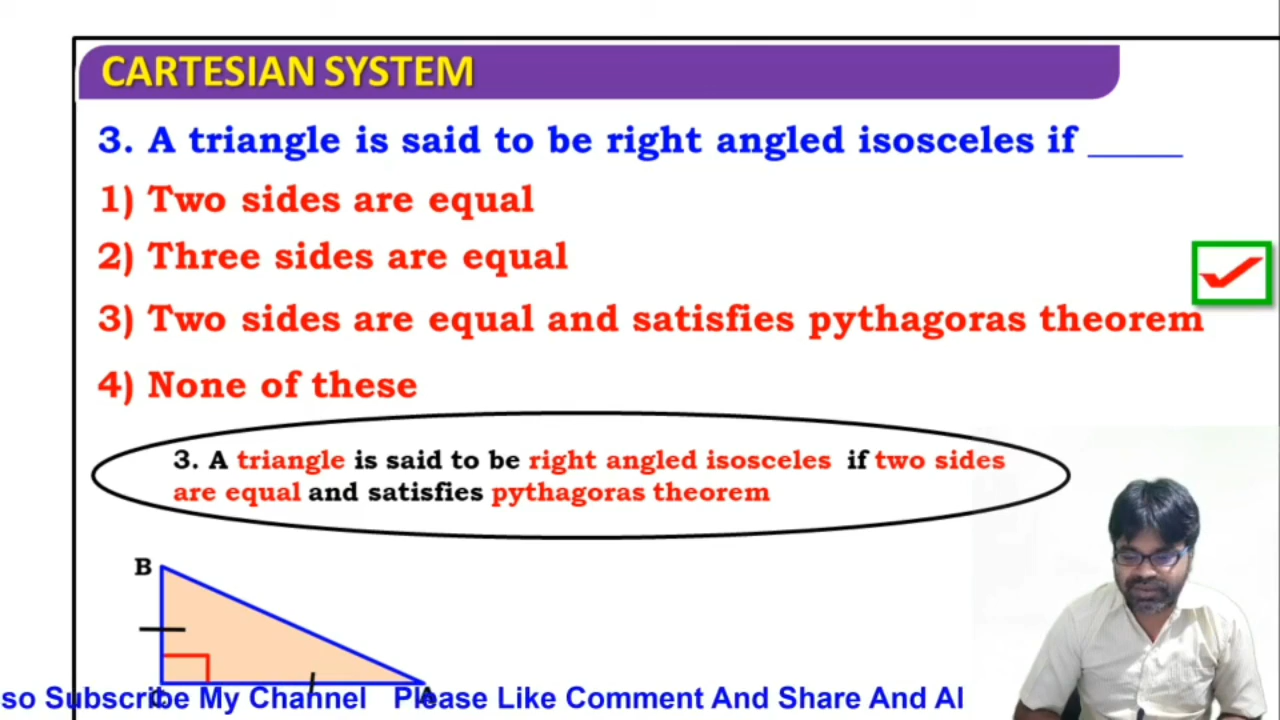 CARTESIAN SYSTEM
3. A triangle is said to be right angled isosceles if _____
1) Two sides are equal
2) Three sides are equal
3) Two sides are equal and satisfies pythagoras theorem
4) None of these
3. A triangle is said to be right angled isosceles if two sides
are equal and satisfies pythagoras theorem
B
C
A
so Subscribe My Channel Please Like Comment And Share And Al